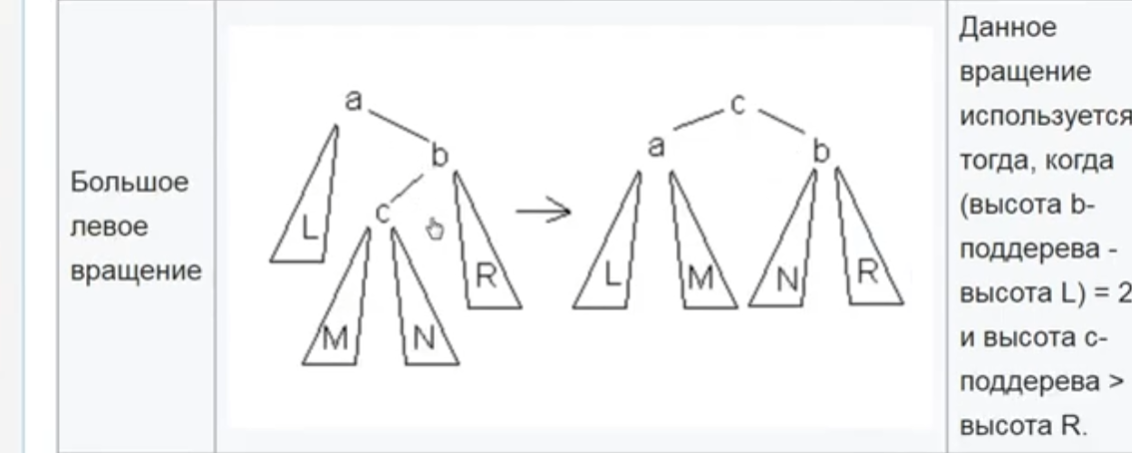 Большое
левое
вращение
a
b
c
L
M
N
R
c
a
b
L
M
N
R
Данное
вращение
используется
тогда, когда
(высота b-
поддерева -
высота L) = 2
и высота c-
поддерева >
высота R.